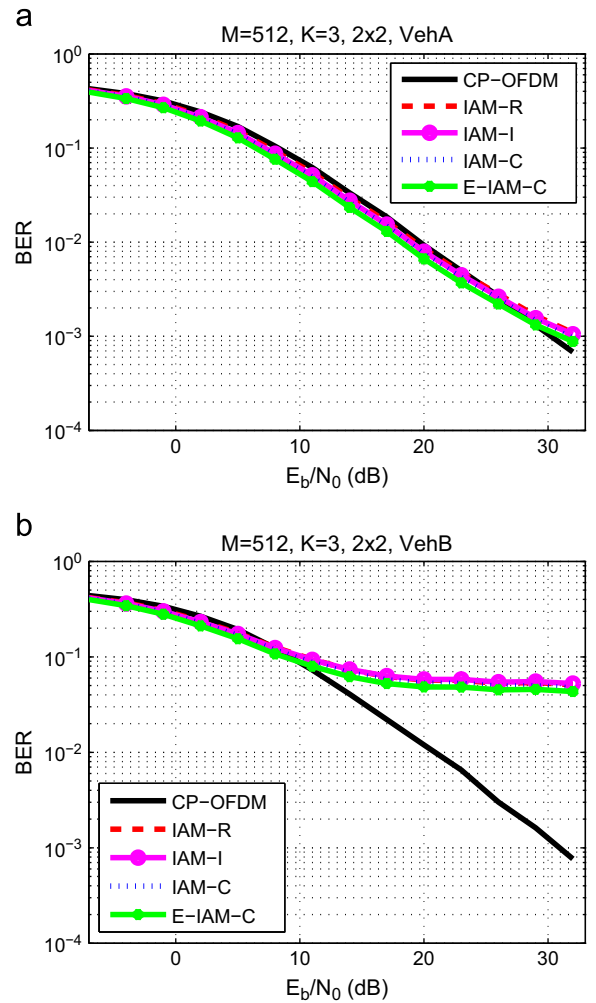 a
M=512, K=3, 2x2, VehA
10^0
10^-1
10^-2
10^-3
10^-4
BER
CP-OFDM
IAM-R
IAM-I
IAM-C
E-IAM-C
0 10 20 30
E_b/N_0 (dB)
b
M=512, K=3, 2x2, VehB
10^0
10^-1
10^-2
10^-3
10^-4
BER
CP-OFDM
IAM-R
IAM-I
IAM-C
E-IAM-C
0 10 20 30
E_b/N_0 (dB)